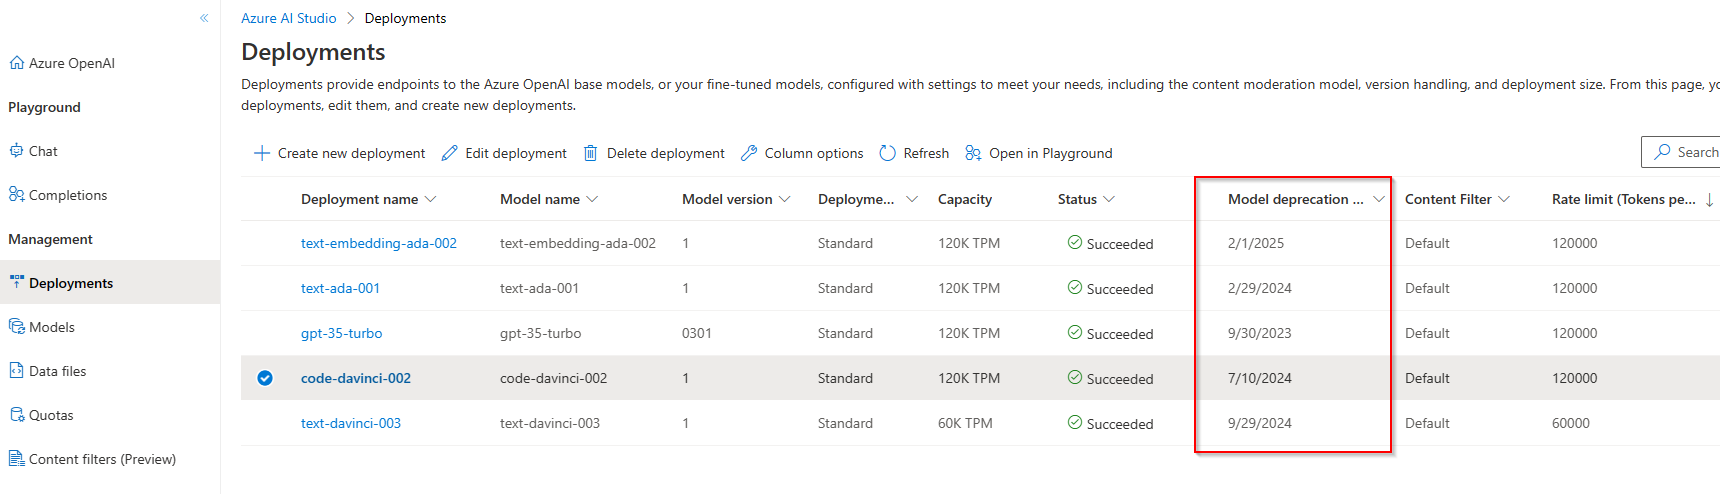 Azure AI Studio > Deployments
Azure OpenAI
Playground
Chat
Completions
Management
Deployments
Models
Data files
Quotas
Content filters (Preview)
Deployments
Deployments provide endpoints to the Azure OpenAI base models, or your fine-tuned models, configured with settings to meet your needs, including the content moderation model, version handling, and deployment size. From this page,
deployments, edit them, and create new deployments.
Create new deployment Edit deployment Delete deployment Column options Refresh Open in Playground Search
Deployment name Model name Model version Deployme... Capacity Status Model deprecation ... Content Filter Rate limit (Tokens pe...
text-embedding-ada-002 text-embedding-ada-002 1 Standard 120K TPM Succeeded 2/1/2025 Default 120000
text-ada-001 text-ada-001 1 Standard 120K TPM Succeeded 2/29/2024 Default 120000
gpt-35-turbo gpt-35-turbo 0301 Standard 120K TPM Succeeded 9/30/2023 Default 120000
code-davinci-002 code-davinci-002 1 Standard 120K TPM Succeeded 7/10/2024 Default 120000
text-davinci-003 text-davinci-003 1 Standard 60K TPM Succeeded 9/29/2024 Default 60000